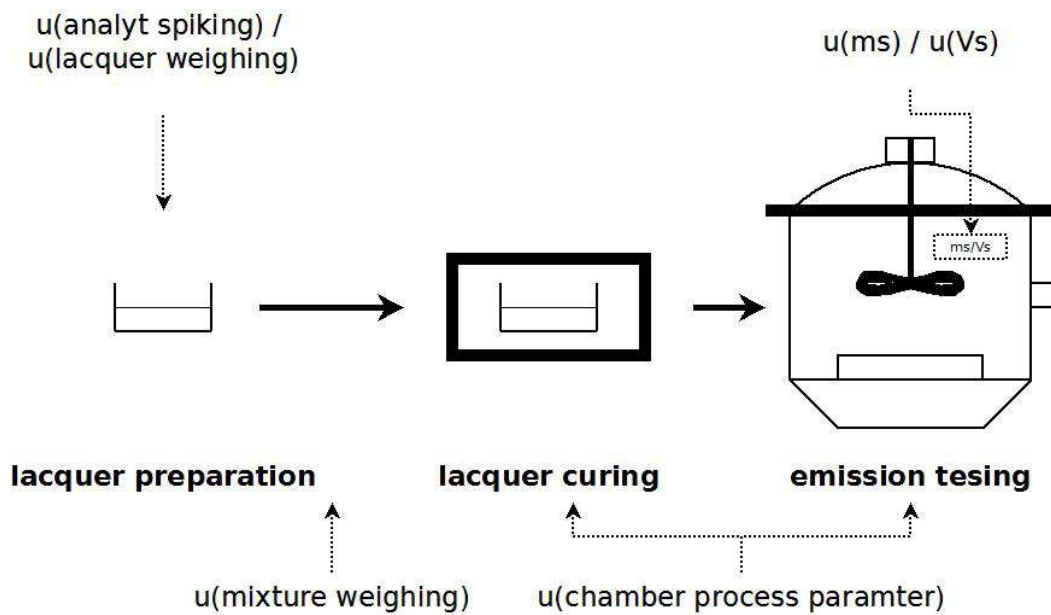 u(analyt spiking) /
u(lacquer weighing)
u(ms) / u(Vs)
ms/Vs
lacquer preparation
lacquer curing
emission tesing
u(mixture weighing)
u(chamber process paramter)